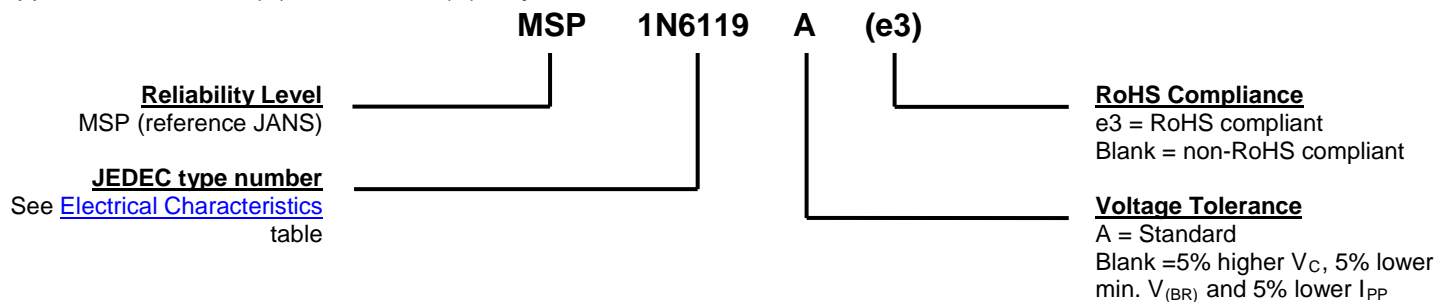 MSP 1N6119 A (e3)
Reliability Level
MSP (reference JANS)
JEDEC type number
See Electrical Characteristics
table
RoHS Compliance
e3 = RoHS compliant
Blank = non-RoHS compliant
Voltage Tolerance
A = Standard
Blank =5% higher VC, 5% lower
min. V(BR) and 5% lower IPP